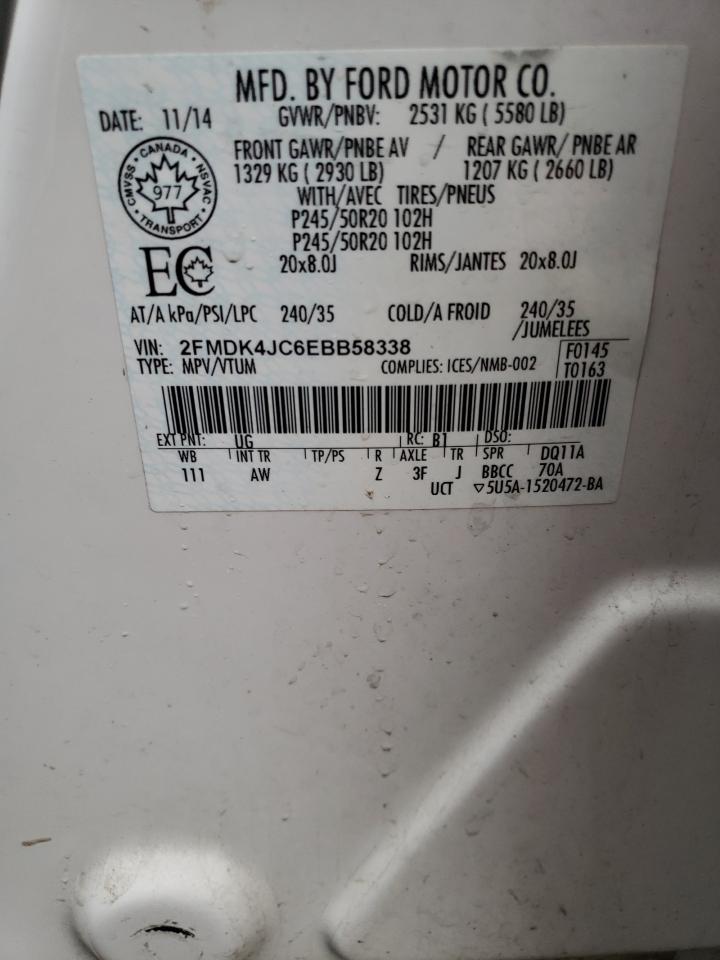 MFD. BY FORD MOTOR CO.
DATE: 11/14 GVWR/PNBV: 2531 KG ( 5580 LB)
FRONT GAWR/PNBE AV / REAR GAWR/ PNBE AR
1329 KG ( 2930 LB) 1207 KG ( 2660 LB)
WITH/AVEC TIRES/PNEUS
P245/50R20 102H
P245/50R20 102H
20x8.0J RIMS/JANTES 20x8.0J
CANADA
CMVSS NSVAC
977
TRANSPORT
EC
AT/A kPa/PSI/LPC 240/35 COLD/A FROID 240/35
/JUMELEES
VIN: 2FMDK4JC6EBB58338 F0145
TYPE: MPV/VTUM COMPLIES: ICES/NMB-002 T0163
EXT PNT: UG RC: B1 DSO:
WB INT TR TP/PS R AXLE TR SPR DQ11A
111 AW Z 3F J BBCC 70A
UCT ▽5U5A-1520472-BA